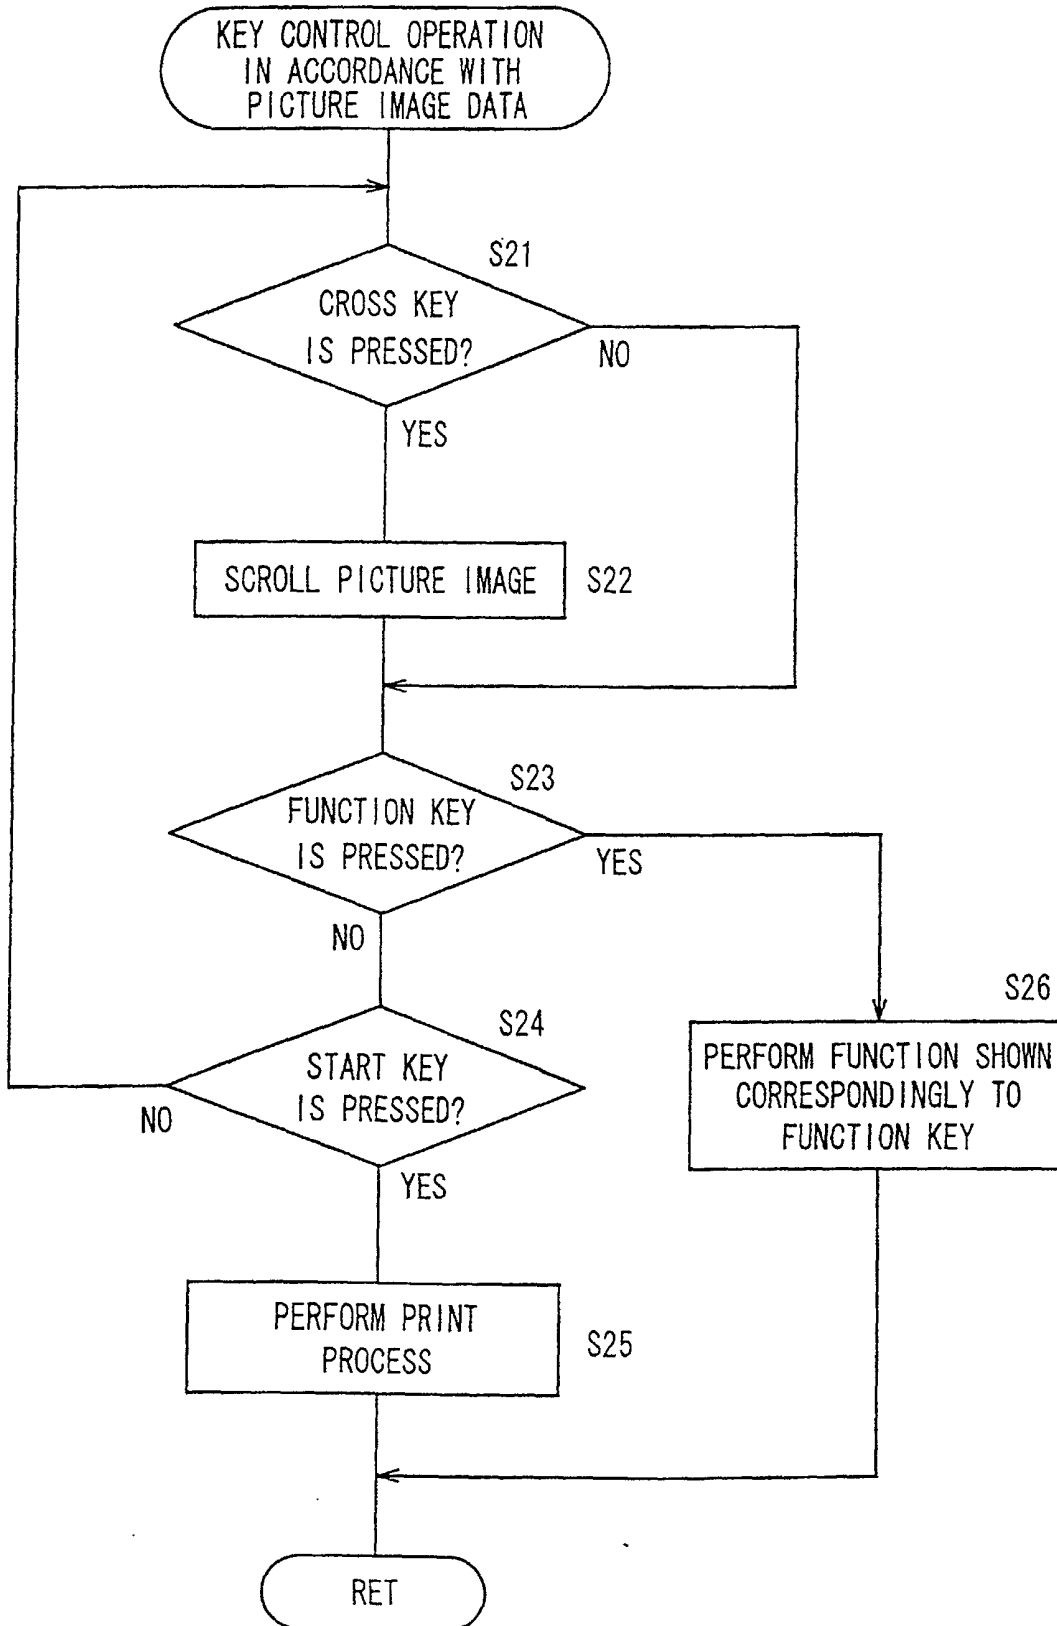 KEY CONTROL OPERATION
IN ACCORDANCE WITH
PICTURE IMAGE DATA
S21
CROSS KEY
IS PRESSED?
NO
YES
SCROLL PICTURE IMAGE
S22
S23
FUNCTION KEY
IS PRESSED?
YES
NO
S24
START KEY
IS PRESSED?
NO
YES
S26
PERFORM FUNCTION SHOWN
CORRESPONDINGLY TO
FUNCTION KEY
PERFORM PRINT
PROCESS
S25
RET